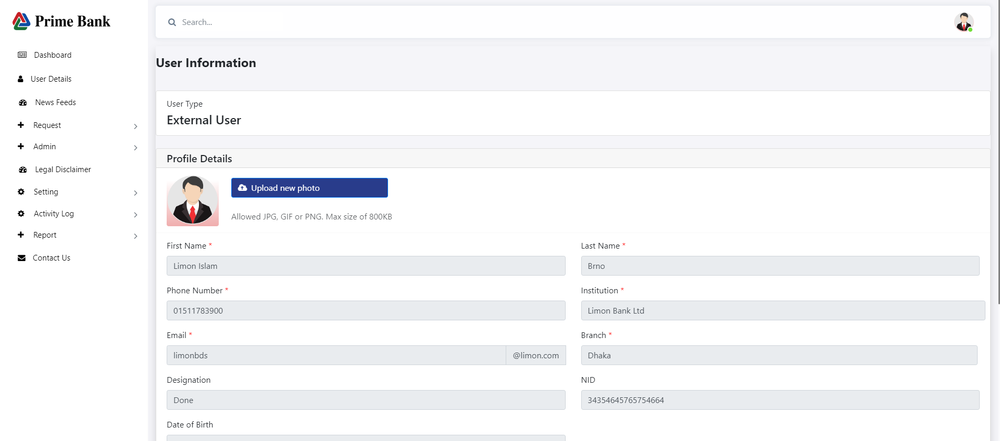 Prime Bank
Dashboard
User Details
News Feeds
Request
Admin
Legal Disclaimer
Setting
Activity Log
Report
Contact Us
Search...
User Information
User Type
External User
Profile Details
Upload new photo
Allowed JPG, GIF or PNG. Max size of 800KB
First Name *
Limon Islam
Last Name *
Brno
Phone Number *
01511783900
Institution *
Limon Bank Ltd
Email *
limonbds @limon.com
Branch *
Dhaka
Designation
Done
NID
34354645765754664
Date of Birth